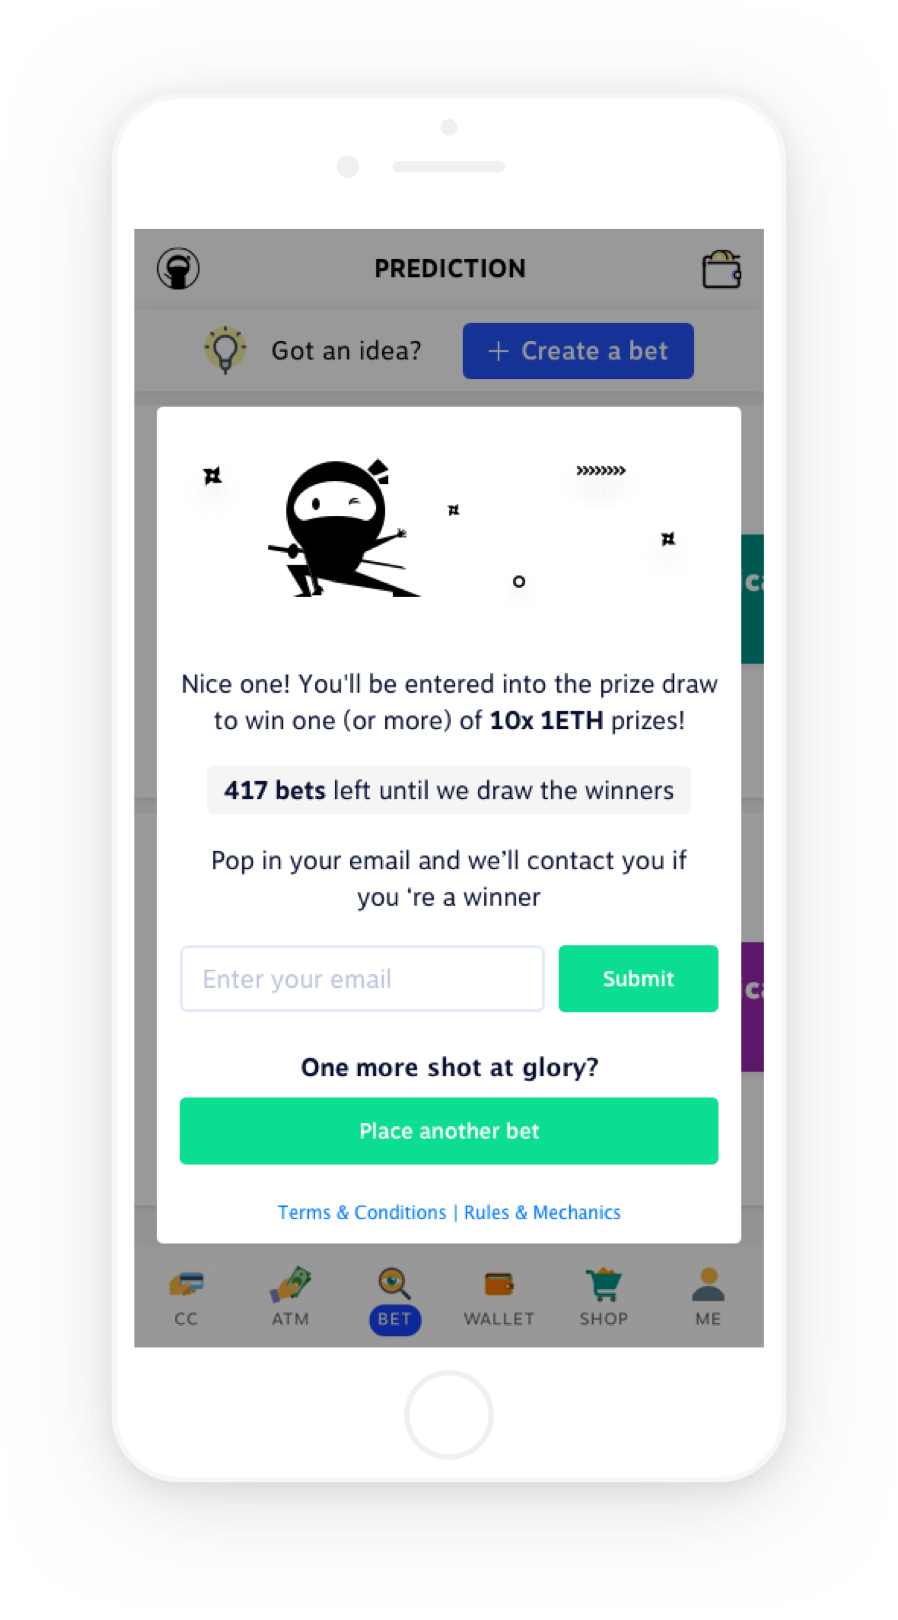 PREDICTION
Got an idea?
+ Create a bet
Nice one! You'll be entered into the prize draw
to win one (or more) of 10x 1ETH prizes!
417 bets left until we draw the winners
Pop in your email and we’ll contact you if
you ‘re a winner
Enter your email
Submit
One more shot at glory?
Place another bet
Terms & Conditions | Rules & Mechanics
CC
ATM
BET
WALLET
SHOP
ME